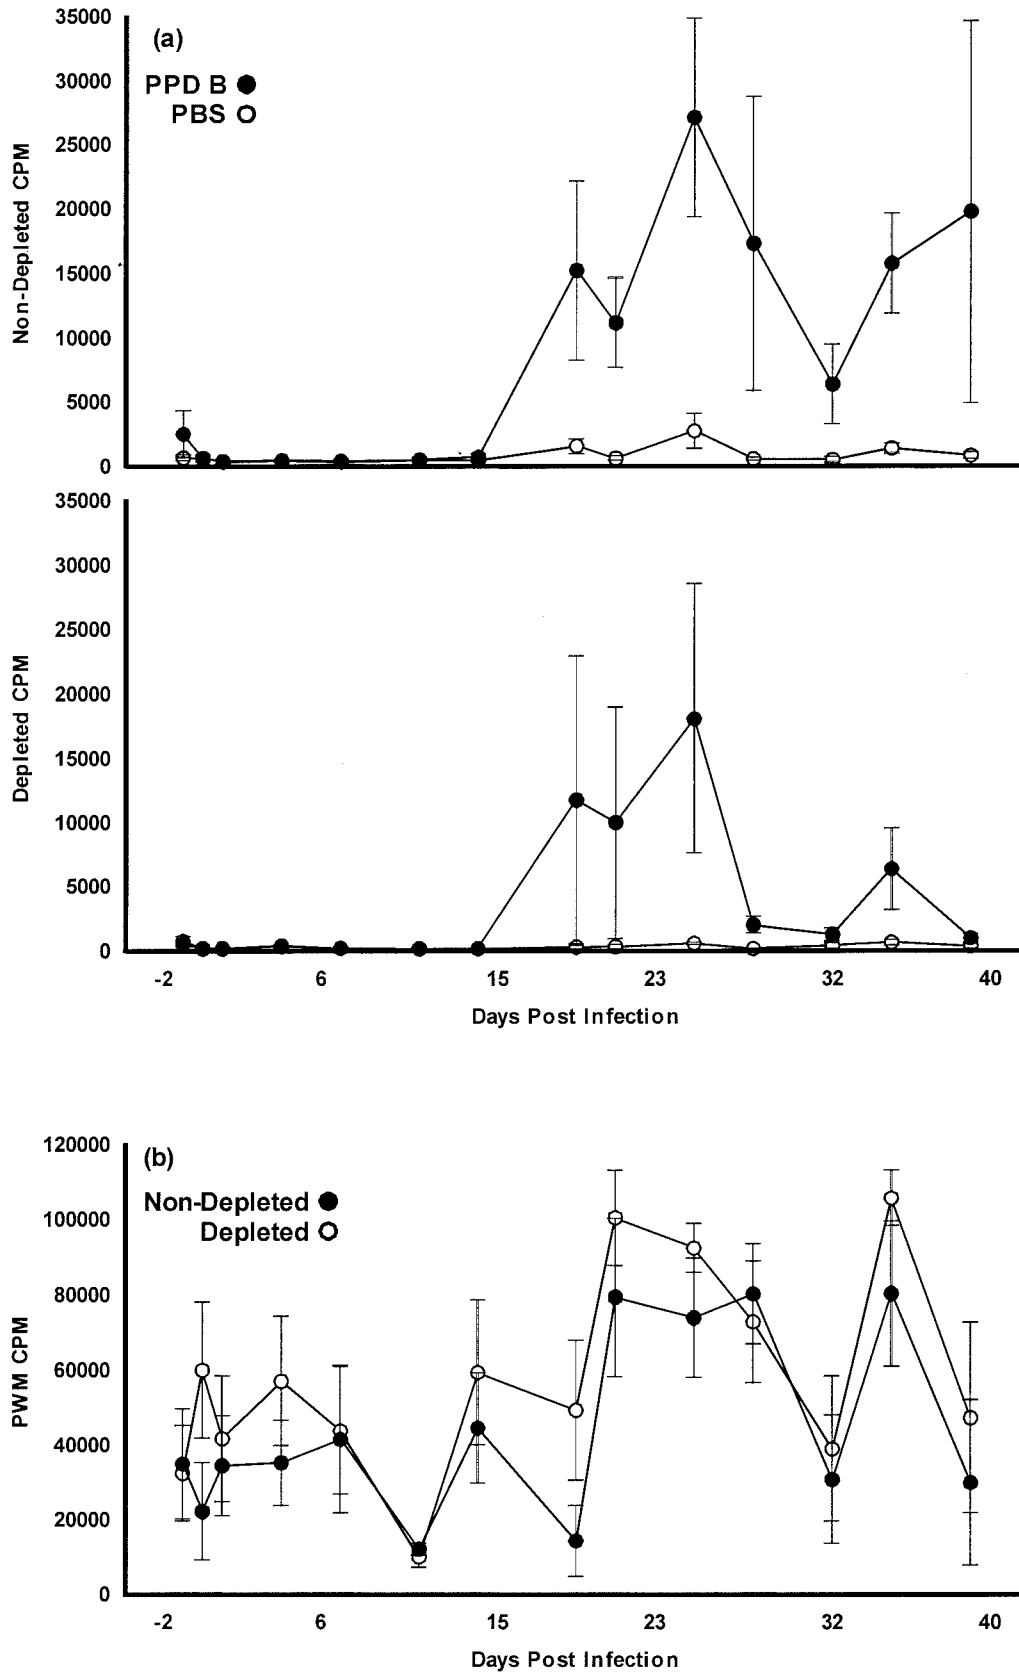 (a)
PPD B
PBS
Non-Depleted CPM
35000
30000
25000
20000
15000
10000
5000
0
Depleted CPM
35000
30000
25000
20000
15000
10000
5000
0
-2 6 15 23 32 40
Days Post Infection
(b)
Non-Depleted
Depleted
PWM CPM
120000
100000
80000
60000
40000
20000
0
-2 6 15 23 32 40
Days Post Infection